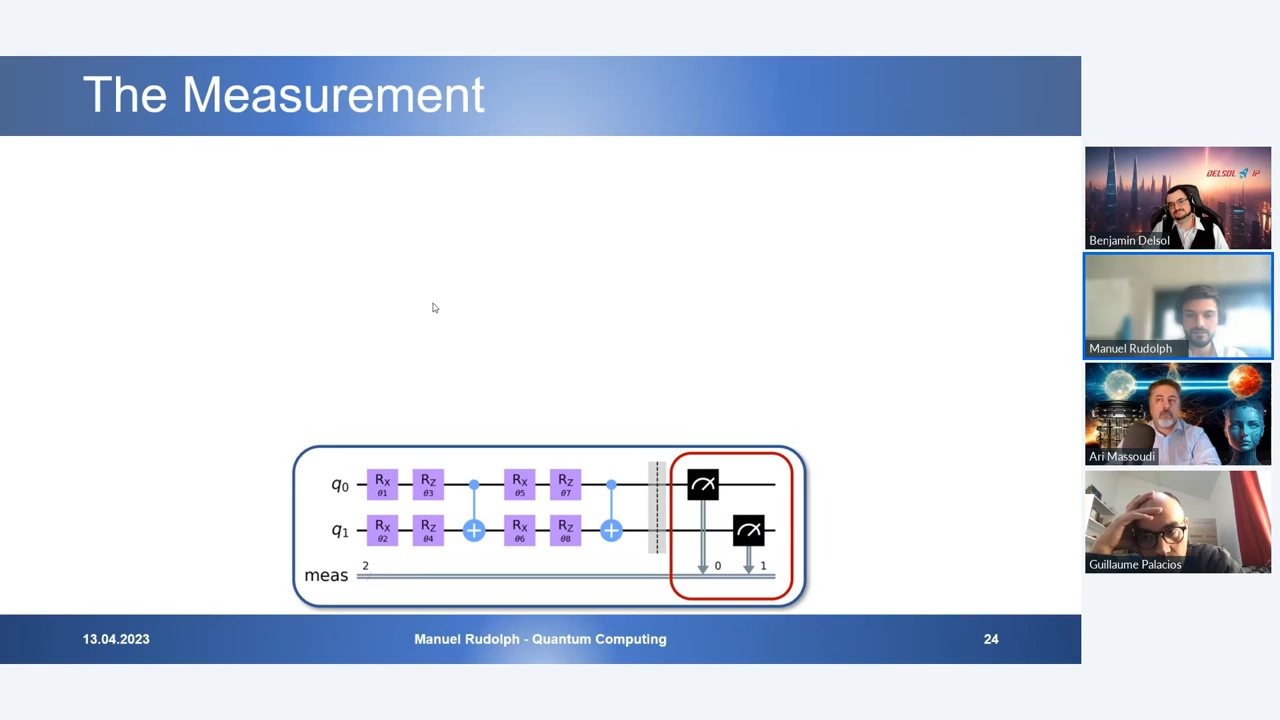 The Measurement
DELSOL IP
Benjamin Delsol
Manuel Rudolph
Ari Massoudi
Guillaume Palacios
q0 RX θ1 RZ θ3 RX θ5 RZ θ7
q1 RX θ2 RZ θ4 RX θ6 RZ θ8
meas 2 0 1
13.04.2023 Manuel Rudolph - Quantum Computing 24